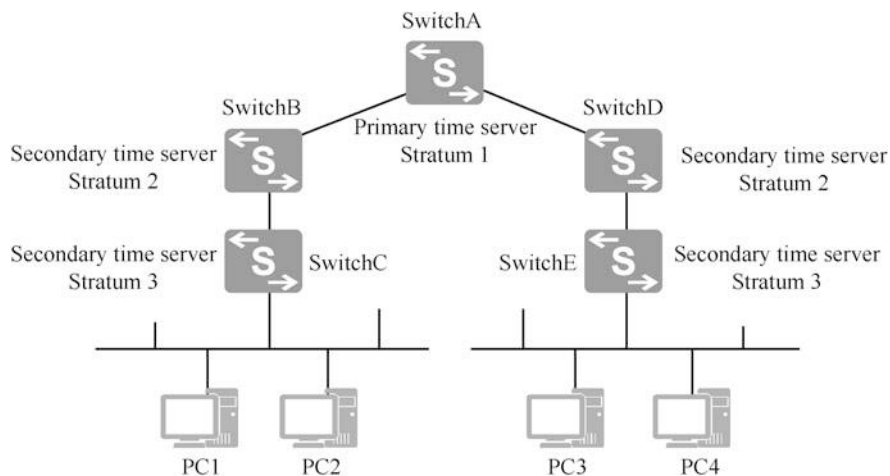 SwitchA
S
SwitchB
SwitchD
Primary time server
Stratum 1
Secondary time server
Stratum 2
S
S
Secondary time server
Stratum 2
Secondary time server
Stratum 3
S
SwitchC
SwitchE
S
Secondary time server
Stratum 3
PC1
PC2
PC3
PC4